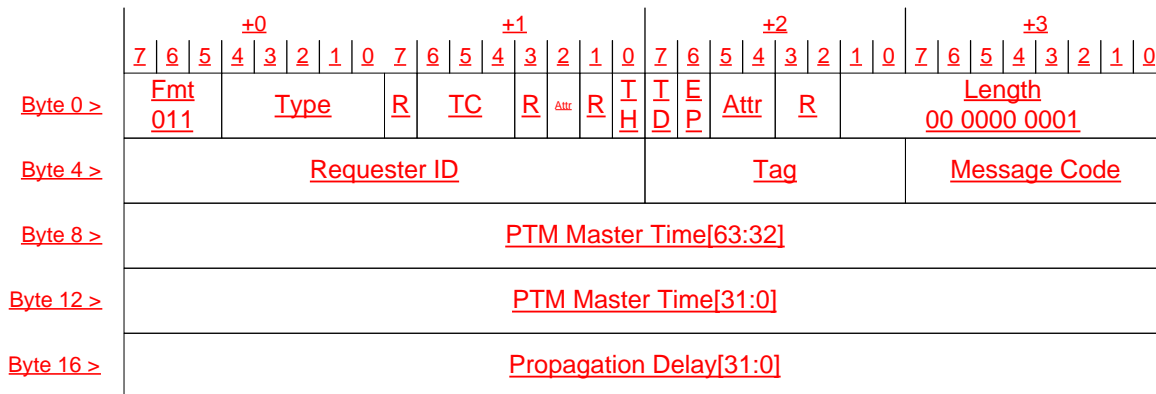 +0 +1 +2 +3
7 6 5 4 3 2 1 0 7 6 5 4 3 2 1 0 7 6 5 4 3 2 1 0 7 6 5 4 3 2 1 0
Byte 0 > Fmt 011 Type R TC R Attr R TH TD EP Attr R Length 00 0000 0001
Byte 4 > Requester ID Tag Message Code
Byte 8 > PTM Master Time[63:32]
Byte 12 > PTM Master Time[31:0]
Byte 16 > Propagation Delay[31:0]